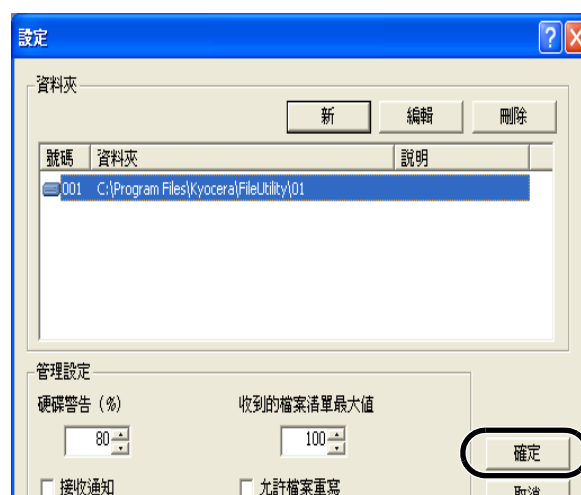 設定
資料夾
新 編輯 刪除
號碼 資料夾 說明
001 C:\Program Files\Kyocera\FileUtility\01
管理設定
硬碟警告 (%) 收到的檔案清單最大值
80 100
確定
接收通知 允許檔案重寫 取消